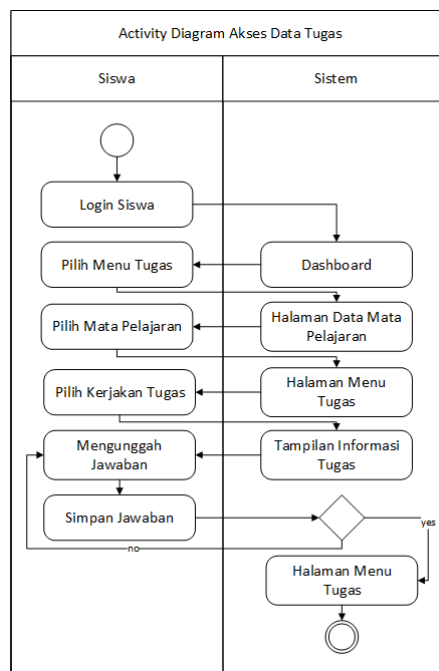 Activity Diagram Akses Data Tugas
Siswa
Sistem
Login Siswa
Pilih Menu Tugas
Dashboard
Pilih Mata Pelajaran
Halaman Data Mata
Pelajaran
Pilih Kerjakan Tugas
Halaman Menu
Tugas
Mengunggah
Jawaban
Tampilan Informasi
Tugas
Simpan Jawaban
yes
no
Halaman Menu
Tugas